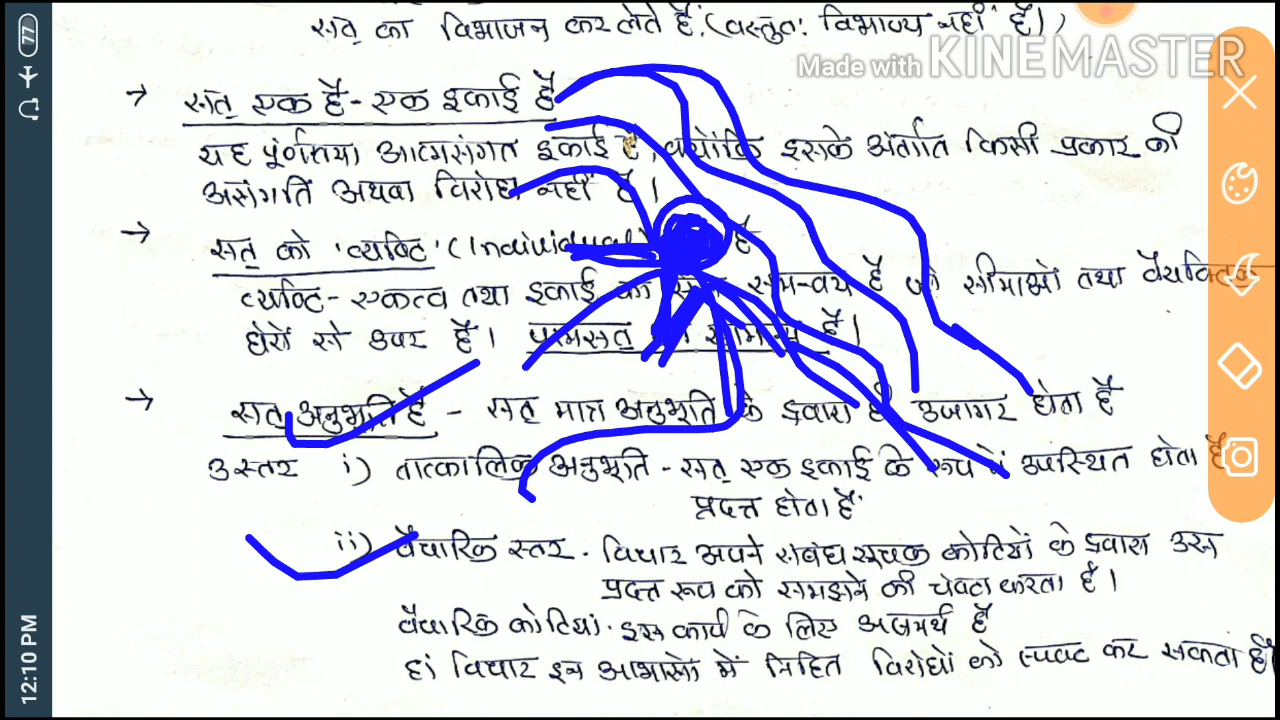 सत् का विभाजन कर लेते हैं। (वस्तुतः विभाज्य नहीं है।)
Made with KINEMASTER
→ सत् एक है - एक इकाई है
यह पूर्णतया आत्मसंगत इकाई है। क्योंकि इसके अंतर्गत किसी प्रकार की
असंगति अथवा विरोध नहीं है।
→ सत् को 'व्यष्टि' (Individual) है
व्यष्टि - एकत्व तथा इकाई का समन्वय है जो सीमाओं तथा वैयक्तिक
दोषों से ऊपर है। परमसत् है।
→ सत् अनुभूति है - सत् मात्र अनुभूति के द्वारा ही उजागर होता है
3 स्तर i) तात्कालिक अनुभूति - सत् एक इकाई के रूप में उपस्थित होता है
प्रदत्त होता है
ii) वैचारिक स्तर - विचार अपने संबंध सूचक कोटियों के द्वारा उस
प्रदत्त रूप को समझने की चेष्टा करता है।
वैचारिक कोटियां - इस कार्य के लिए असमर्थ है
हां विचार इन आभासों में निहित विरोधों को स्पष्ट कर सकता है।
77
12:10 PM